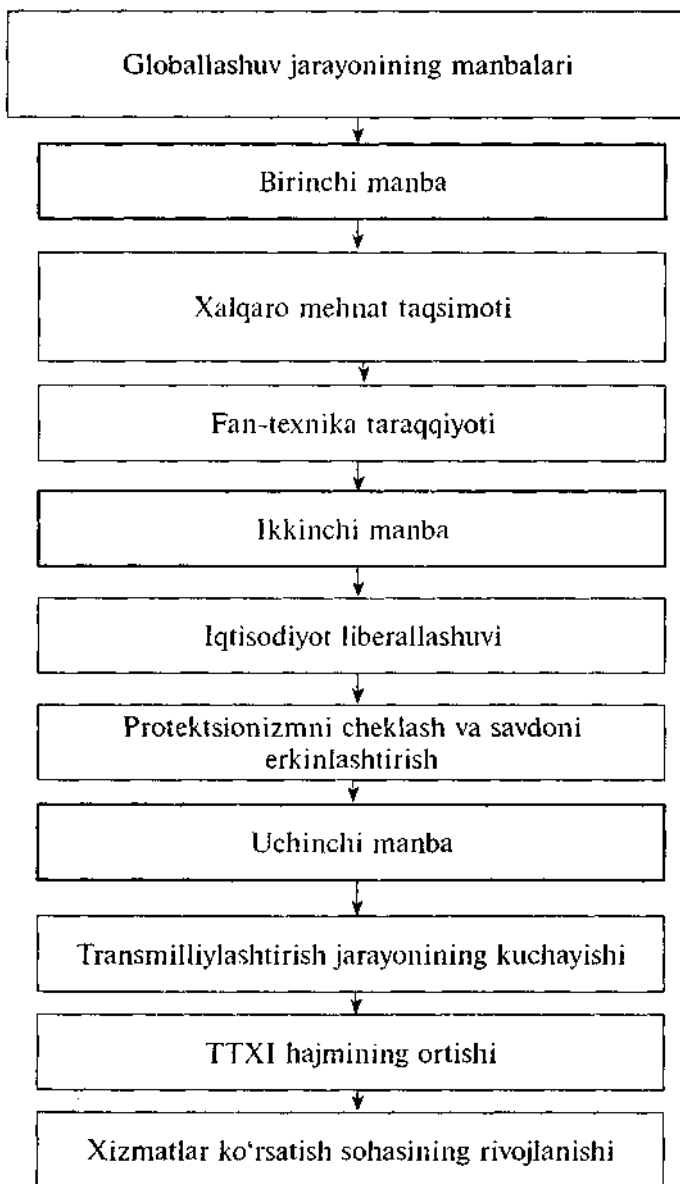 Globallashuv jarayonining manbalari
Birinchi manba
Xalqaro mehnat taqsimoti
Fan-texnika taraqqiyoti
Ikkinchi manba
Iqtisodiyot liberallashuvi
Protektsionizmni cheklash va savdoni
erkinlashtirish
Uchinchi manba
Transmilliylashtirish jarayonining kuchayishi
TTXI hajmining ortishi
Xizmatlar ko‘rsatish sohasining rivojlanishi